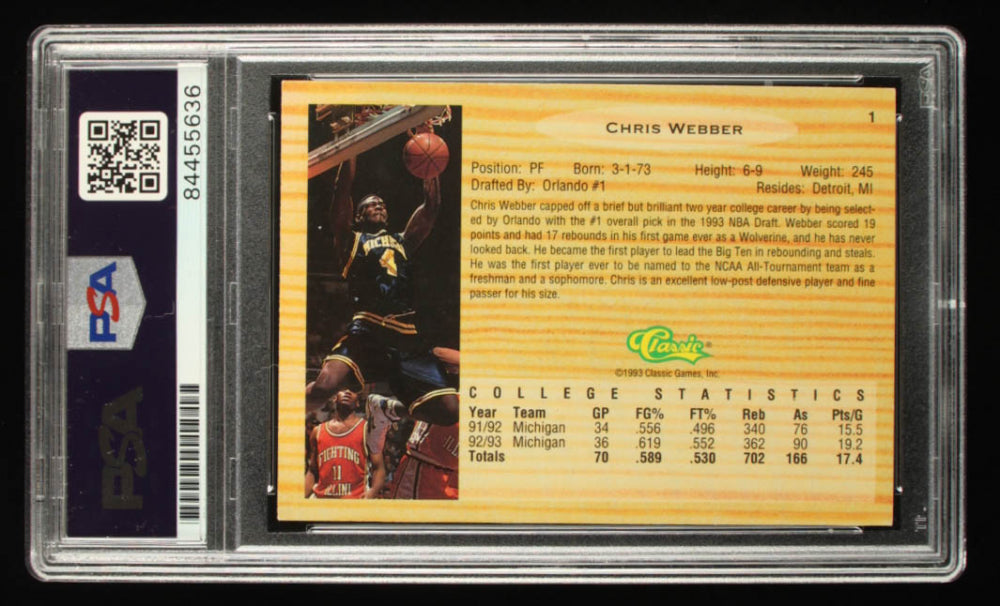 84455636
PSA
PSA
1
CHRIS WEBBER
Position: PF Born: 3-1-73 Height: 6-9 Weight: 245
Drafted By: Orlando #1 Resides: Detroit, MI
Chris Webber capped off a brief but brilliant two year college career by being select-
ed by Orlando with the #1 overall pick in the 1993 NBA Draft. Webber scored 19
points and had 17 rebounds in his first game ever as a Wolverine, and he has never
looked back. He became the first player to lead the Big Ten in rebounding and steals.
He was the first player ever to be named to the NCAA All-Tournament team as a
freshman and a sophomore. Chris is an excellent low-post defensive player and fine
passer for his size.
Classic®
©1993 Classic Games, Inc.
COLLEGE STATISTICS
Year Team GP FG% FT% Reb As Pts/G
91/92 Michigan 34 .556 .496 340 76 15.5
92/93 Michigan 36 .619 .552 362 90 19.2
Totals 70 .589 .530 702 166 17.4
MICHI
4
FIGHTING
11
ILLINI